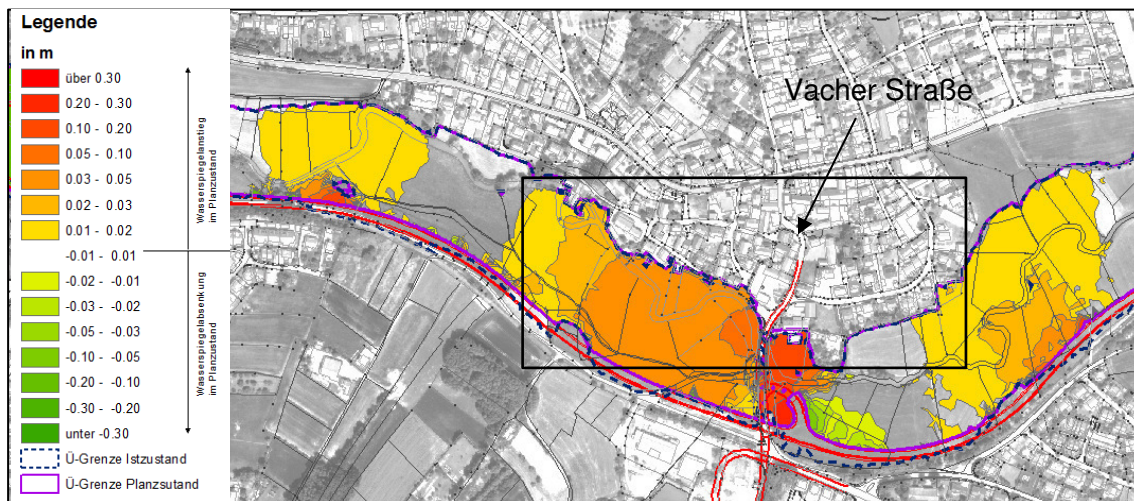 Legende
in m
über 0.30
0.20 - 0.30
0.10 - 0.20
0.05 - 0.10
0.03 - 0.05
0.02 - 0.03
0.01 - 0.02
-0.01 - 0.01
-0.02 - -0.01
-0.03 - -0.02
-0.05 - -0.03
-0.10 - -0.05
-0.20 - -0.10
-0.30 - -0.20
unter -0.30
Ü-Grenze Istzustand
Ü-Grenze Planzsutand
Wasserspiegelanstieg
im Planzustand
Wasserspiegelabsenkung
im Planzustand
Vacher Straße